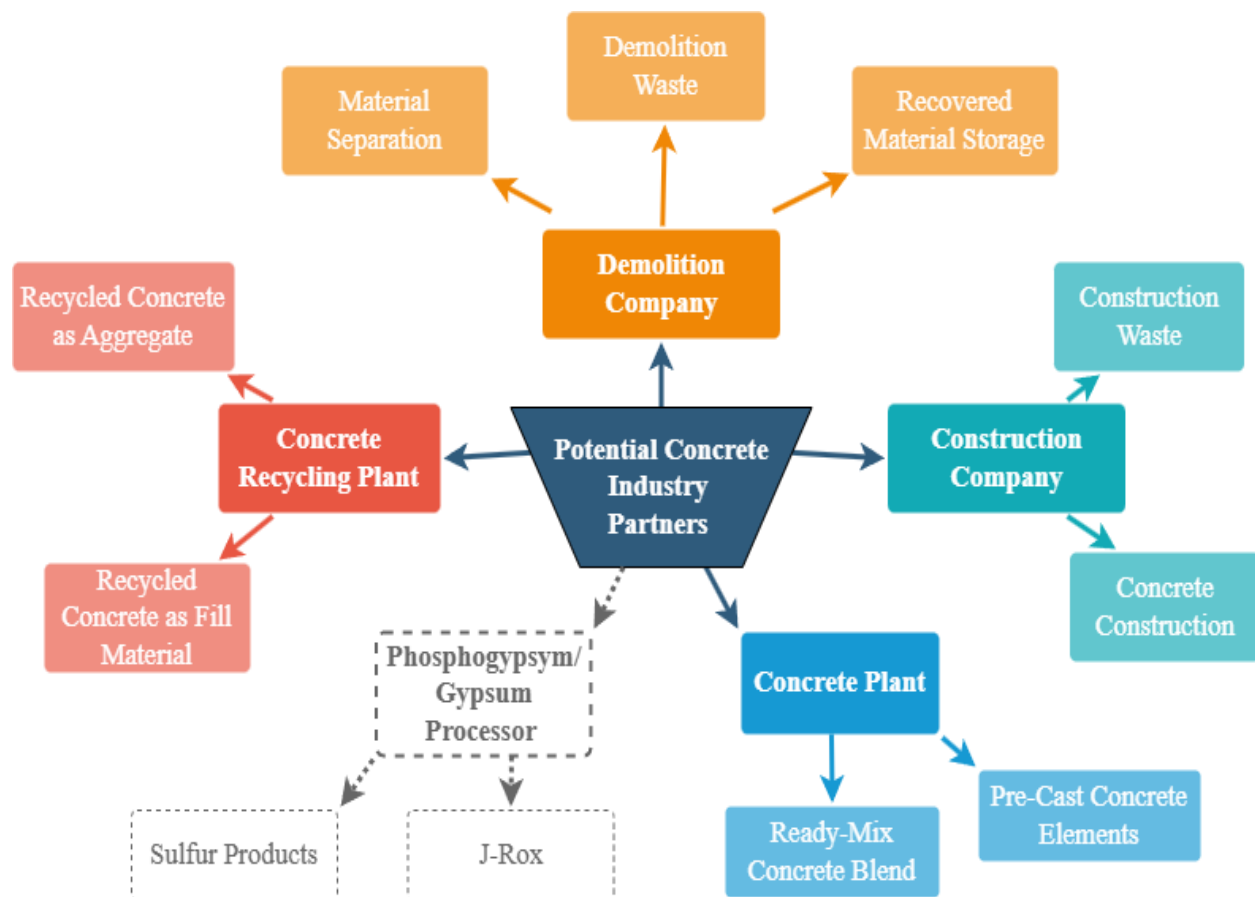 Demolition
Waste
Material
Separation
Recovered
Material Storage
Demolition
Company
Recycled Concrete
as Aggregate
Construction
Waste
Concrete
Recycling Plant
Potential Concrete
Industry
Partners
Construction
Company
Recycled
Concrete as Fill
Material
Concrete
Construction
Phosphogypsym/
Gypsum
Processor
Concrete Plant
Sulfur Products
J-Rox
Ready-Mix
Concrete Blend
Pre-Cast Concrete
Elements